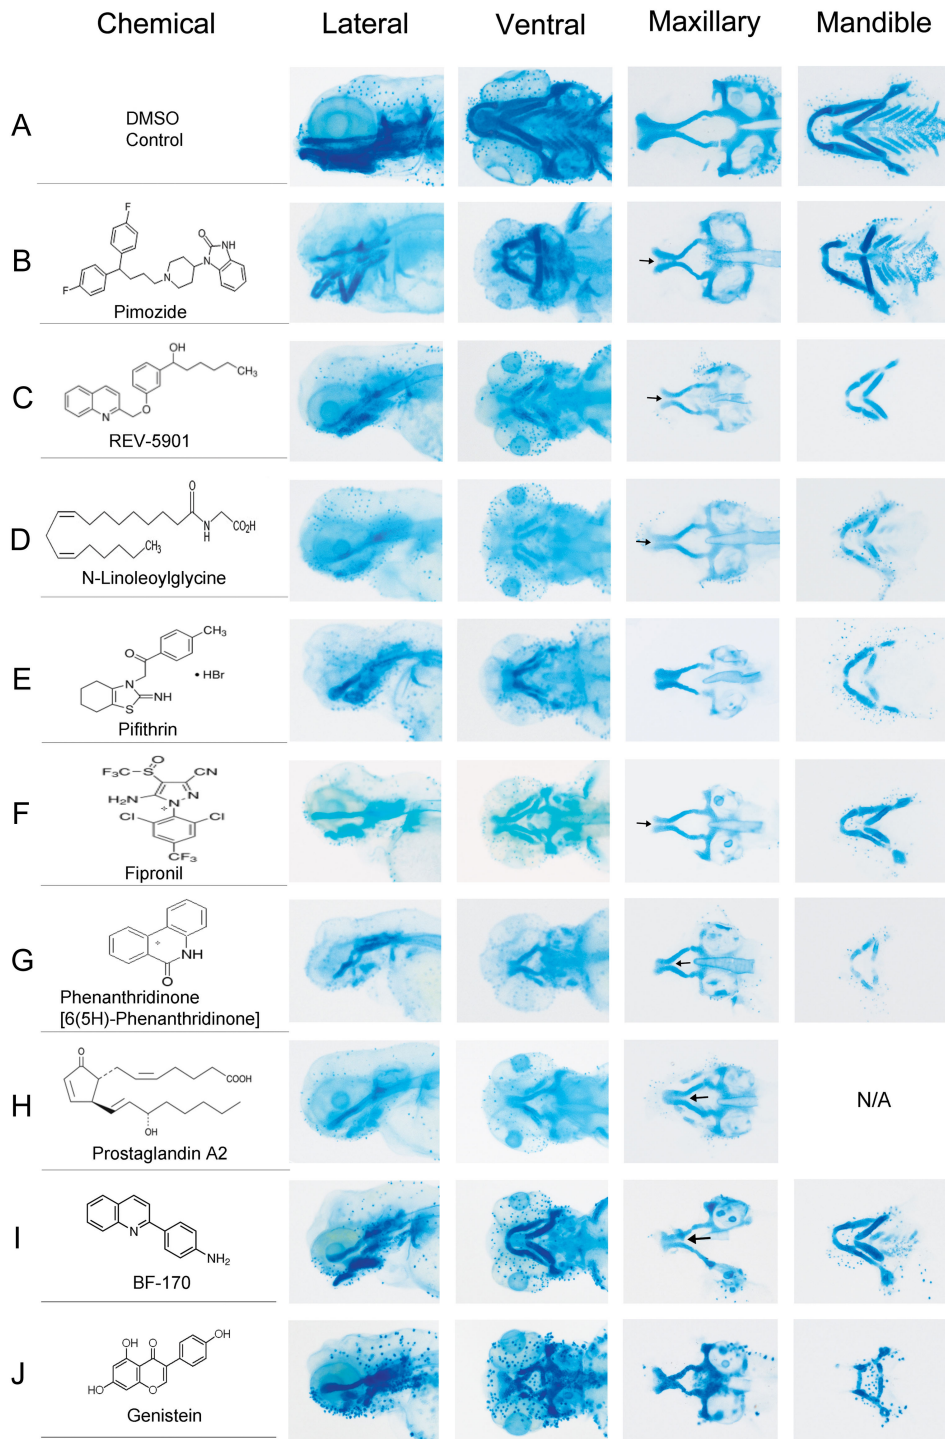 Chemical Lateral Ventral Maxillary Mandible
A
DMSO
Control
B
F
O
NH
N
N
F
Pimozide
C
OH
CH3
N
O
REV-5901
D
O
N
H
CO2H
CH3
N-Linoleoylglycine
E
CH3
O
N
• HBr
NH
S
Pifithrin
F
O
F3C
S
CN
H2N
N
N
Cl
Cl
CF3
Fipronil
G
NH
O
Phenanthridinone
[6(5H)-Phenanthridinone]
H
O
COOH
OH
Prostaglandin A2
N/A
I
N
NH2
BF-170
J
OH
O
OH
HO
O
Genistein